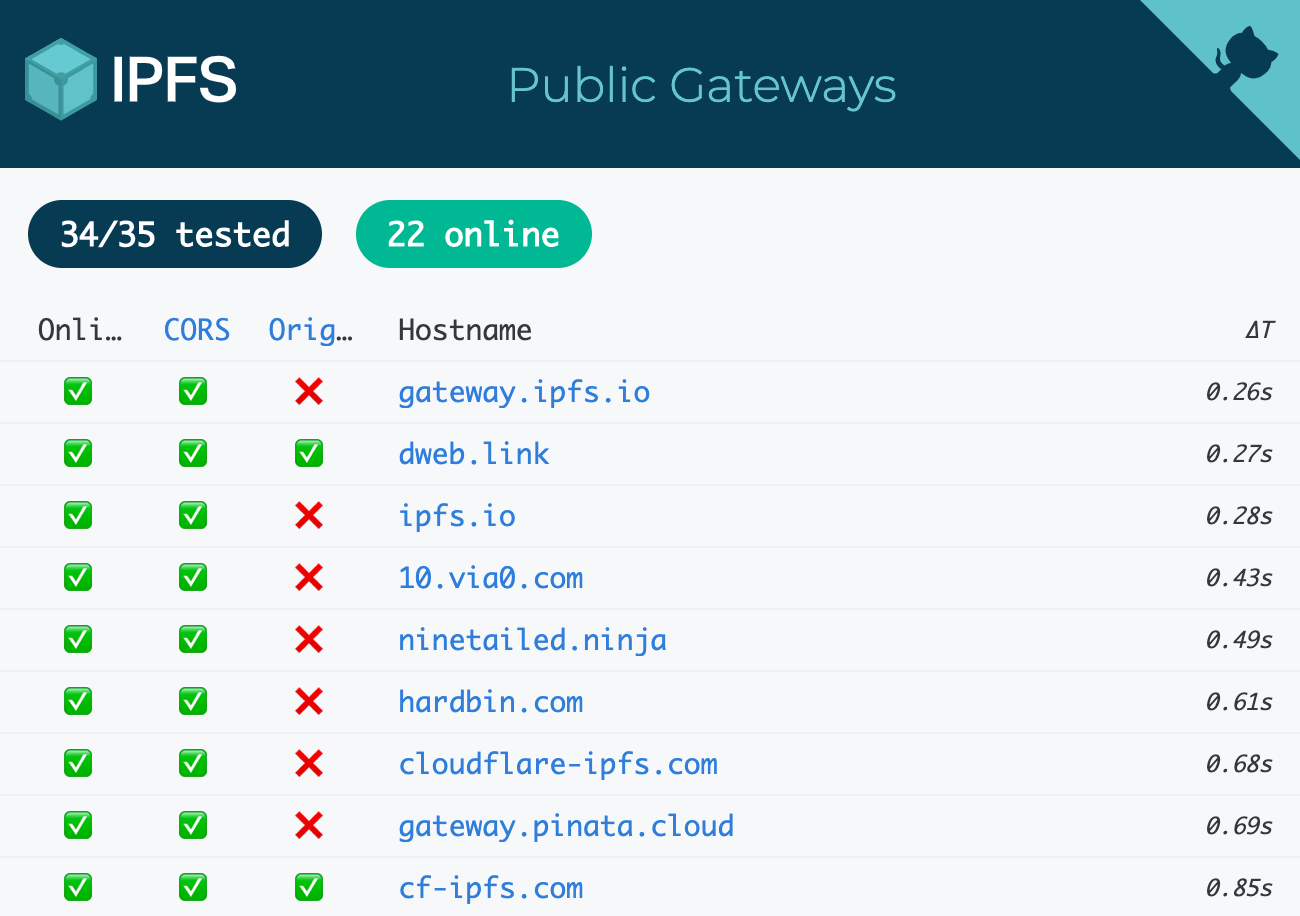 IPFS
Public Gateways
34/35 tested 22 online
Onli… CORS Orig… Hostname ΔT
✅ ✅ ❌ gateway.ipfs.io 0.26s
✅ ✅ ✅ dweb.link 0.27s
✅ ✅ ❌ ipfs.io 0.28s
✅ ✅ ❌ 10.via0.com 0.43s
✅ ✅ ❌ ninetailed.ninja 0.49s
✅ ✅ ❌ hardbin.com 0.61s
✅ ✅ ❌ cloudflare-ipfs.com 0.68s
✅ ✅ ❌ gateway.pinata.cloud 0.69s
✅ ✅ ✅ cf-ipfs.com 0.85s